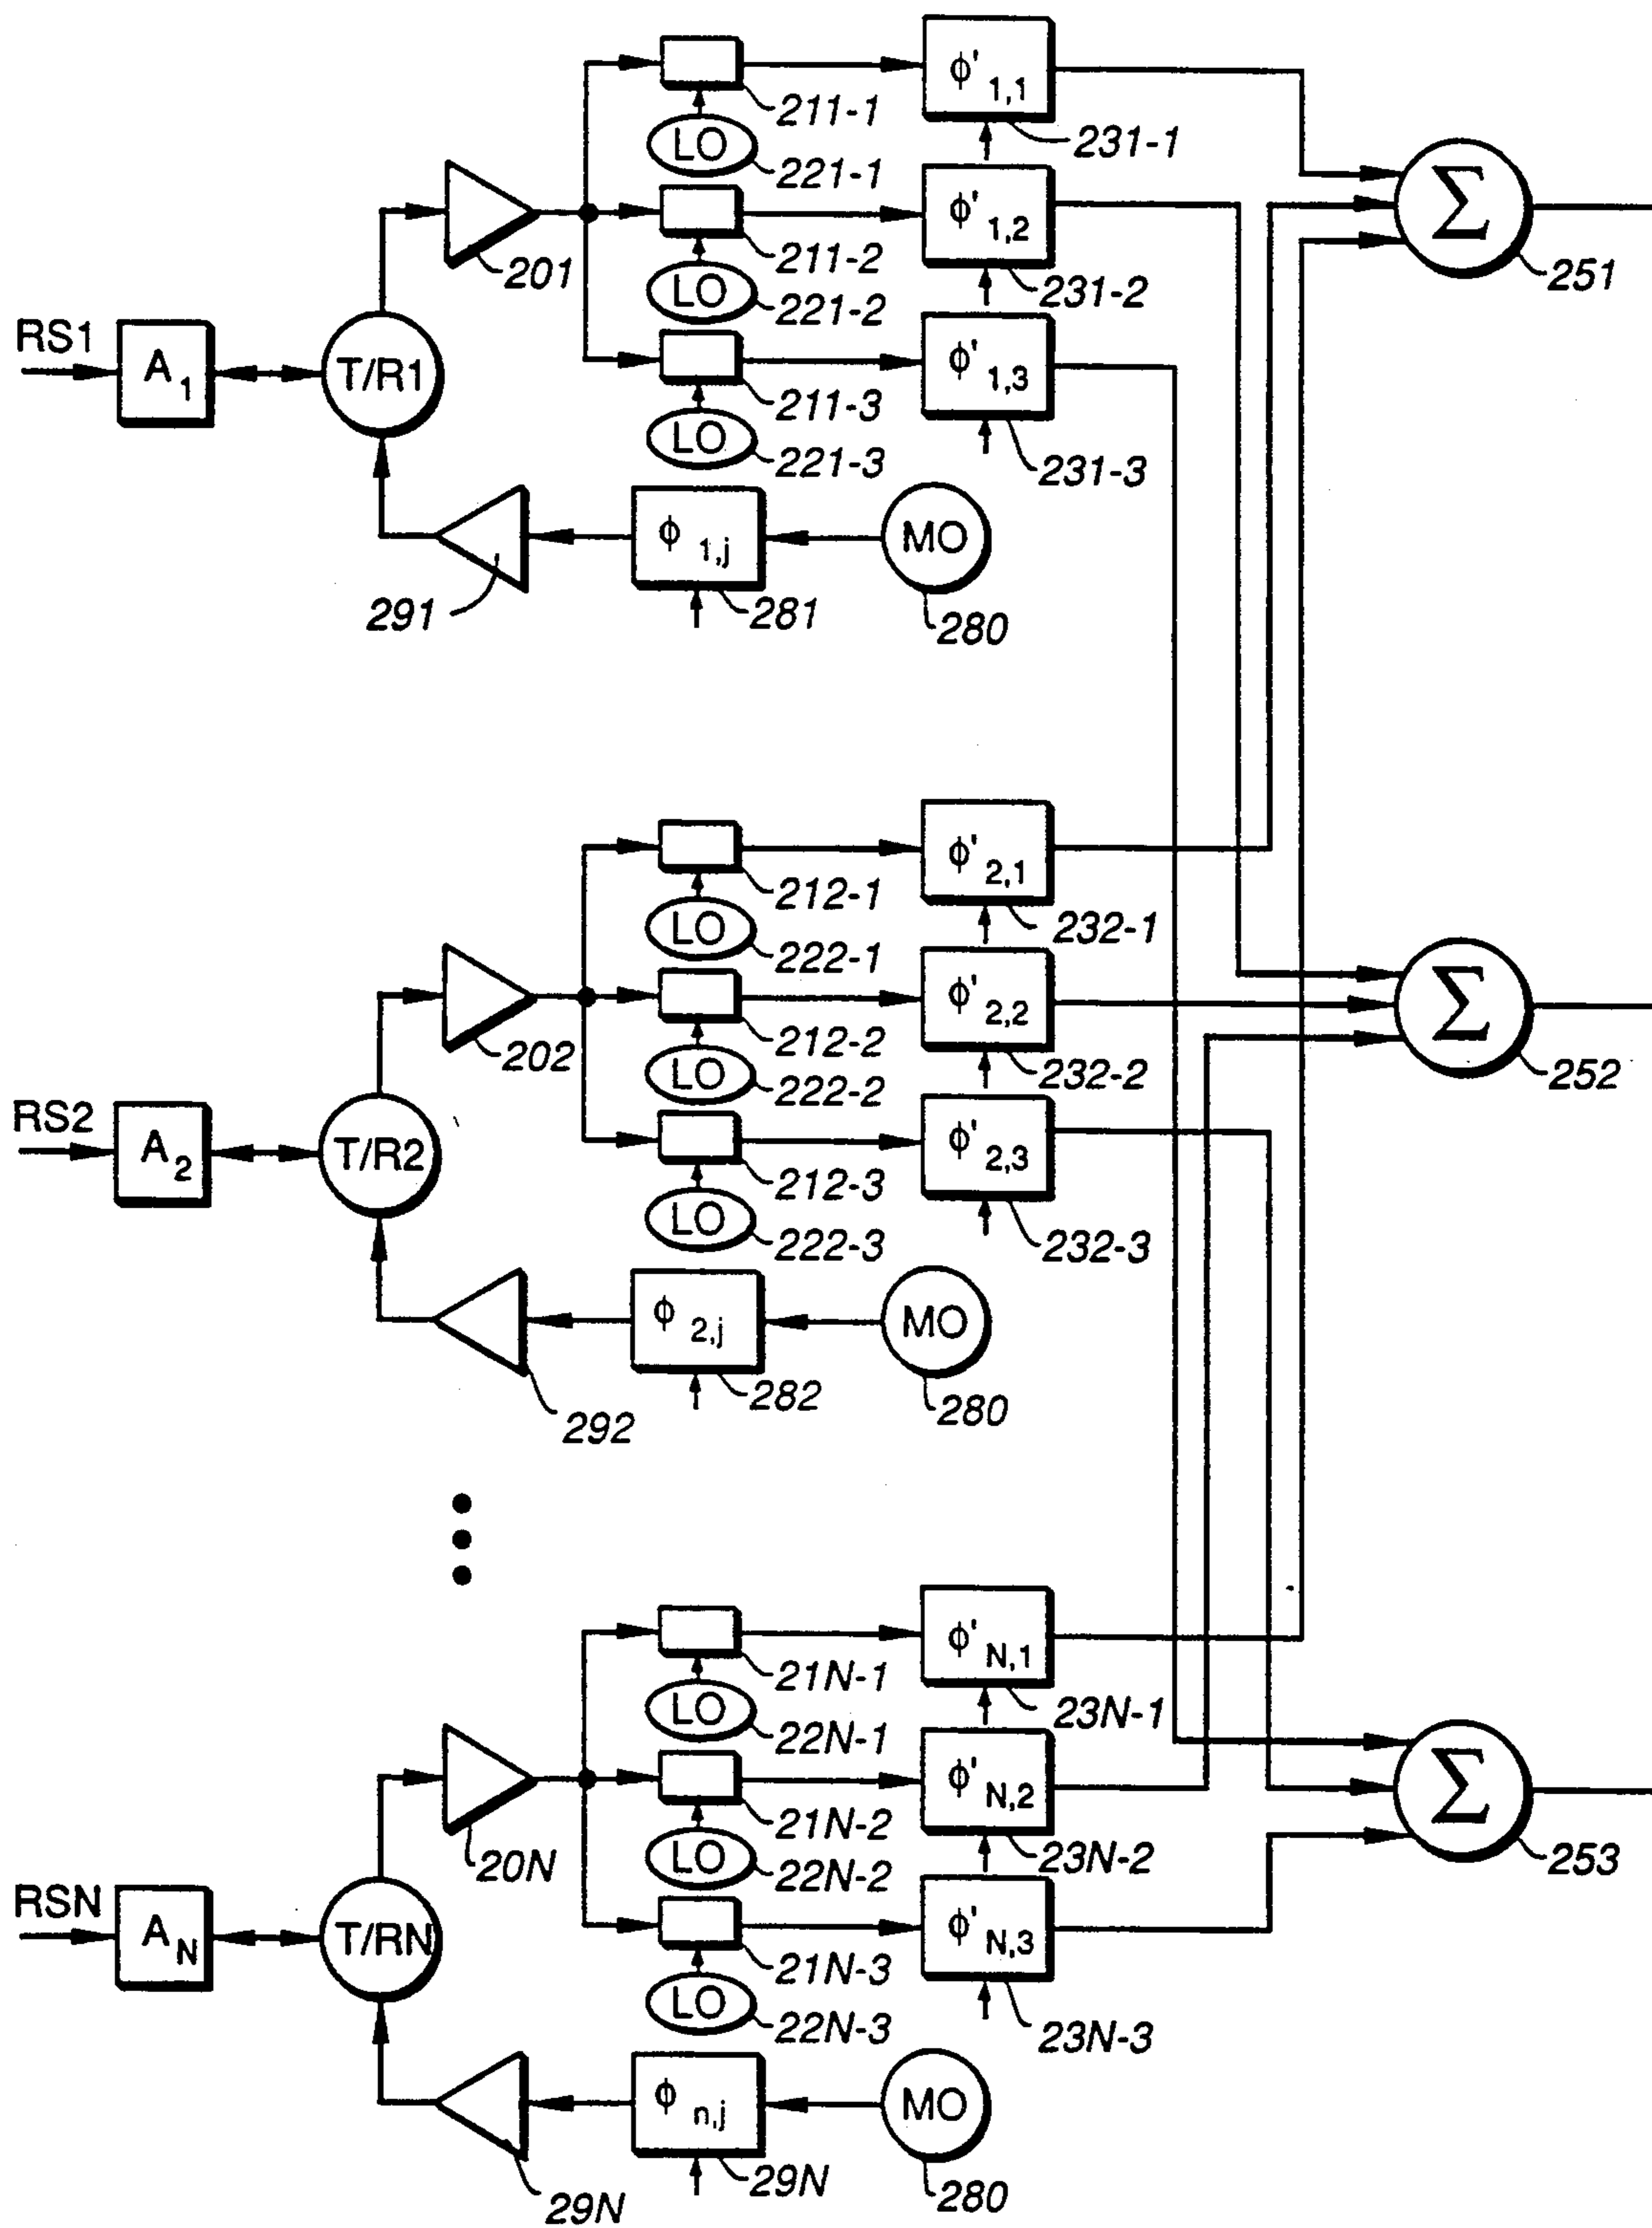 ϕ' 1,1
211-1
LO
221-1
231-1
ϕ' 1,2
201
211-2
LO
221-2
231-2
Σ
251
RS1
A1
T/R1
ϕ' 1,3
211-3
LO
221-3
231-3
ϕ 1,j
MO
291
281
280
ϕ' 2,1
212-1
LO
222-1
232-1
ϕ' 2,2
202
212-2
LO
222-2
232-2
Σ
252
RS2
A2
T/R2
ϕ' 2,3
212-3
LO
222-3
232-3
ϕ 2,j
MO
292
282
280
ϕ' N,1
21N-1
LO
22N-1
23N-1
ϕ' N,2
20N
21N-2
LO
22N-2
23N-2
Σ
253
RSN
AN
T/RN
ϕ' N,3
21N-3
LO
22N-3
23N-3
ϕ n,j
MO
29N
29N
280